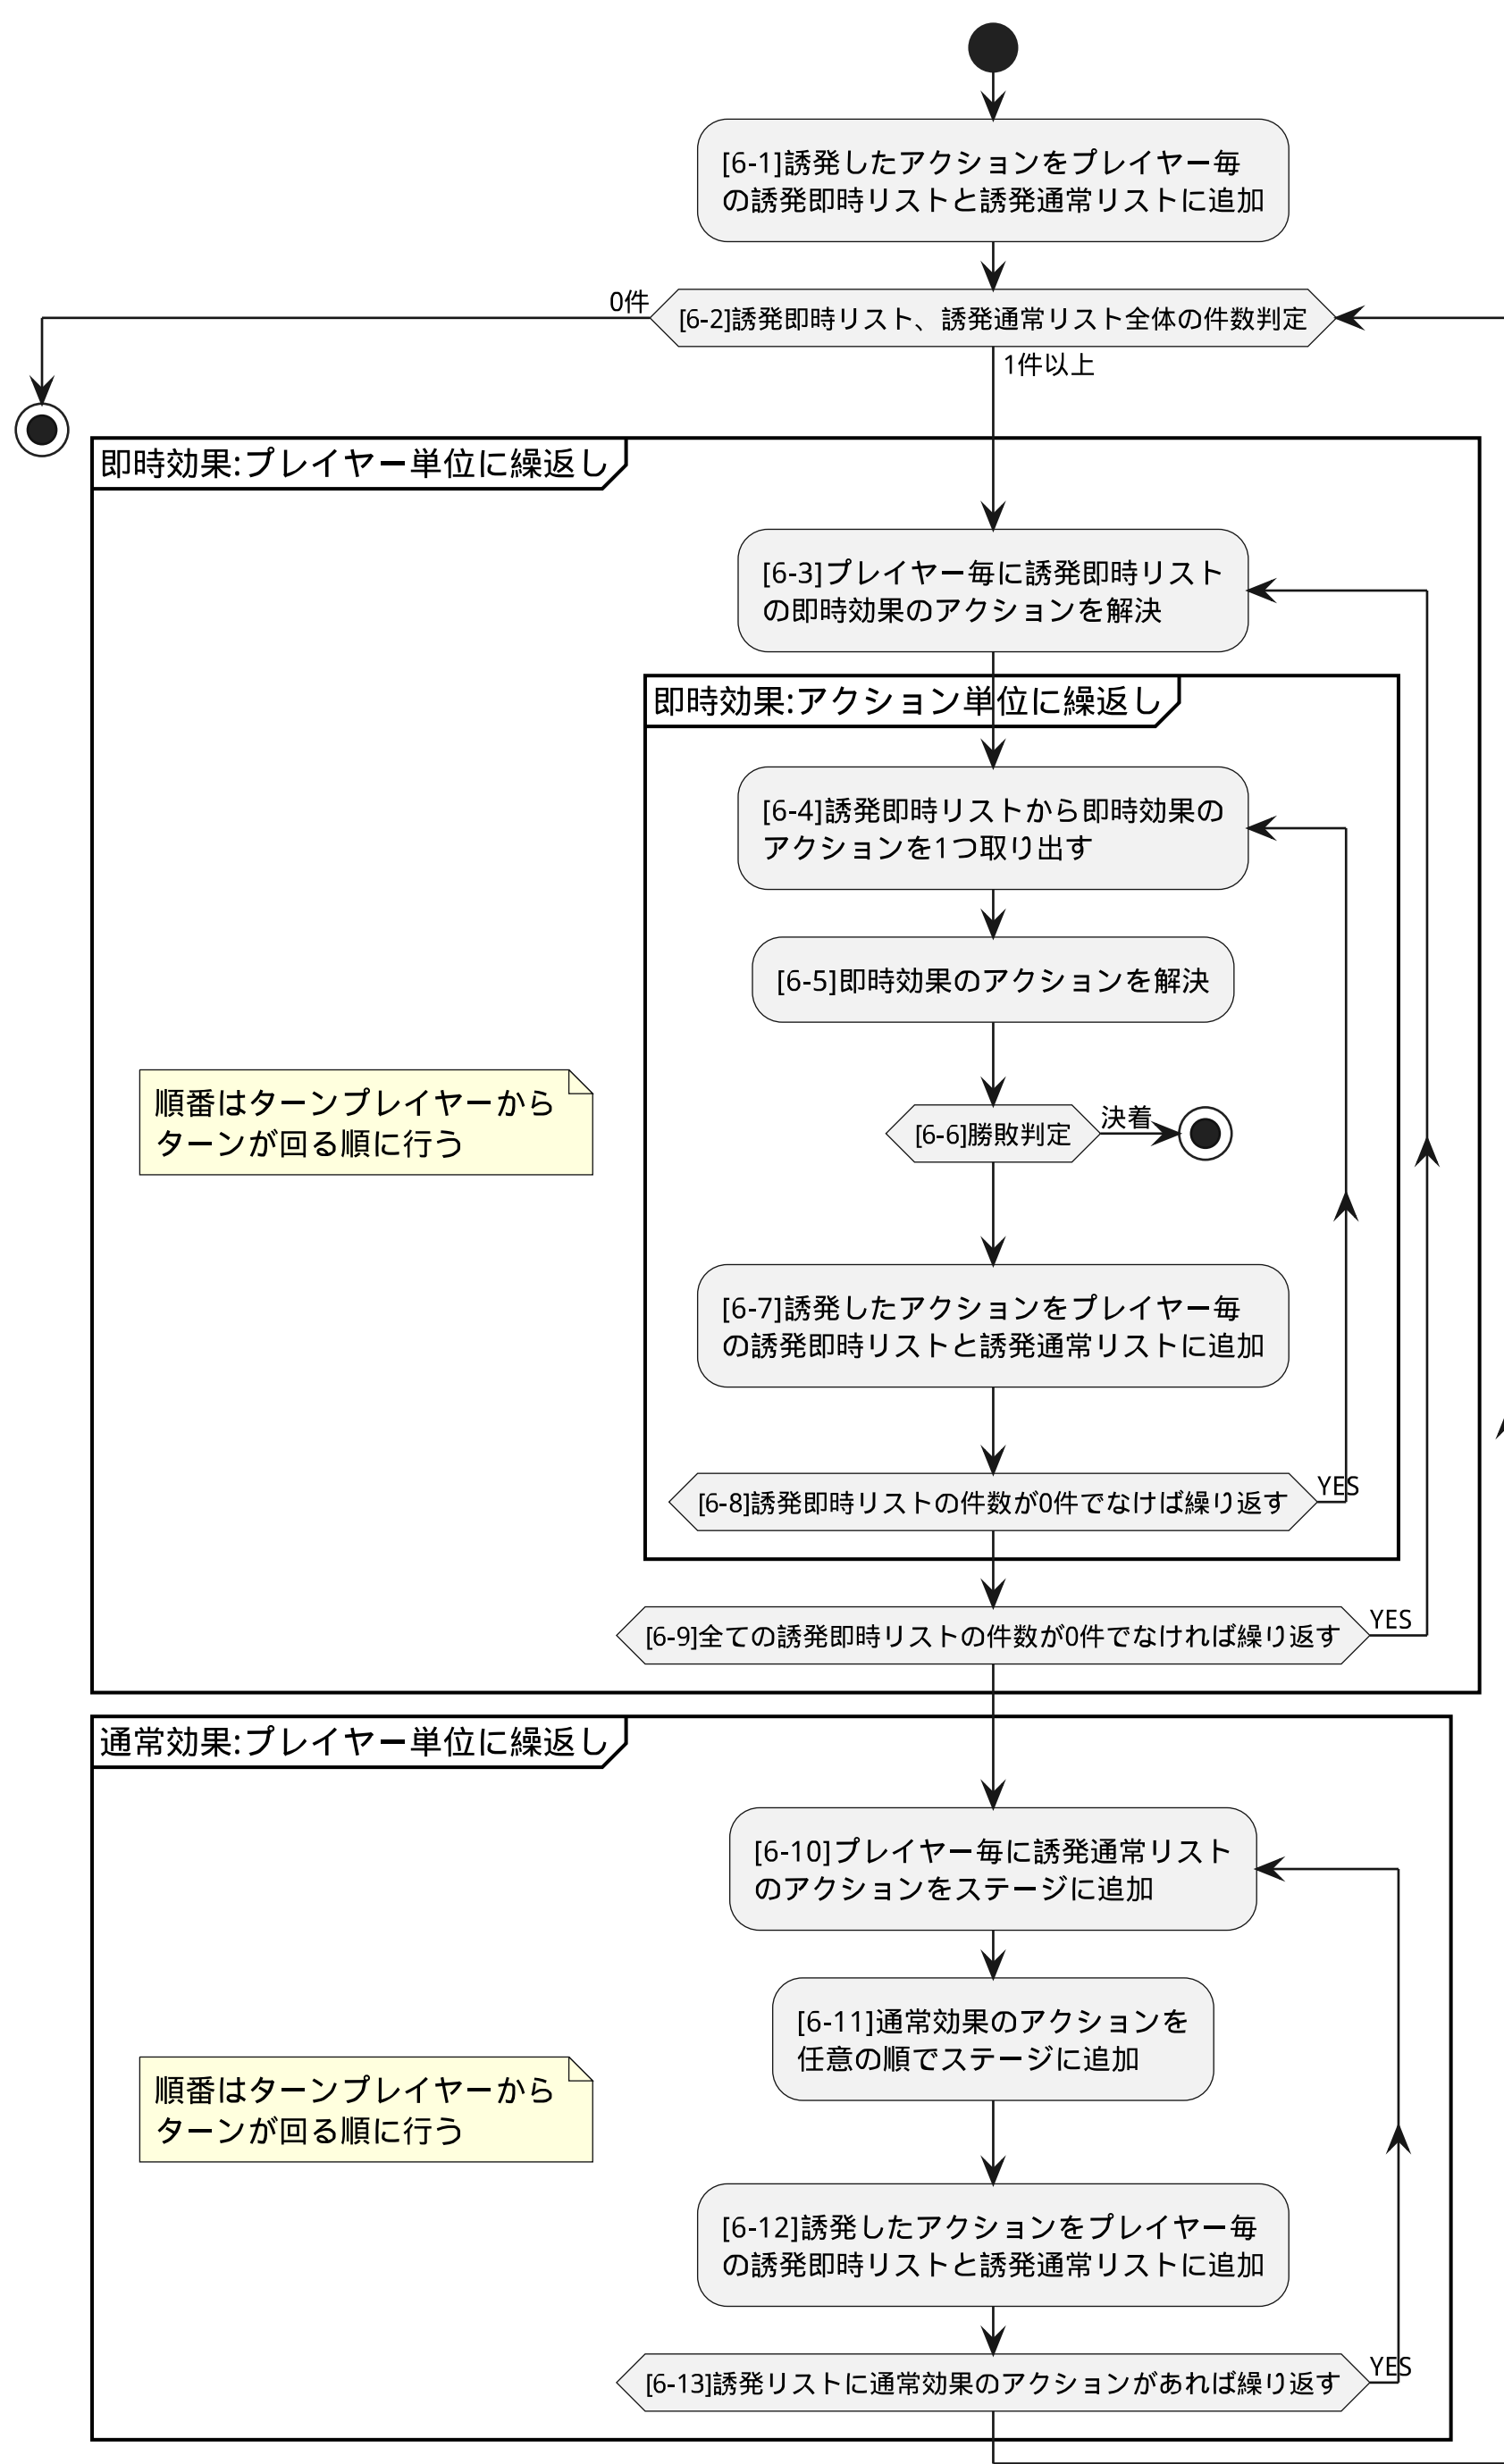 [6-1]誘発したアクションをプレイヤー毎
の誘発即時リストと誘発通常リストに追加
0件
[6-2]誘発即時リスト、誘発通常リスト全体の件数判定
1件以上
即時効果:プレイヤー単位に繰返し
[6-3]プレイヤー毎に誘発即時リスト
の即時効果のアクションを解決
即時効果:アクション単位に繰返し
[6-4]誘発即時リストから即時効果の
アクションを1つ取り出す
[6-5]即時効果のアクションを解決
順番はターンプレイヤーから
ターンが回る順に行う
[6-6]勝敗判定
決着
[6-7]誘発したアクションをプレイヤー毎
の誘発即時リストと誘発通常リストに追加
[6-8]誘発即時リストの件数が0件でなけば繰り返す
YES
[6-9]全ての誘発即時リストの件数が0件でなければ繰り返す
YES
通常効果:プレイヤー単位に繰返し
[6-10]プレイヤー毎に誘発通常リスト
のアクションをステージに追加
[6-11]通常効果のアクションを
任意の順でステージに追加
順番はターンプレイヤーから
ターンが回る順に行う
[6-12]誘発したアクションをプレイヤー毎
の誘発即時リストと誘発通常リストに追加
[6-13]誘発リストに通常効果のアクションがあれば繰り返す
YES